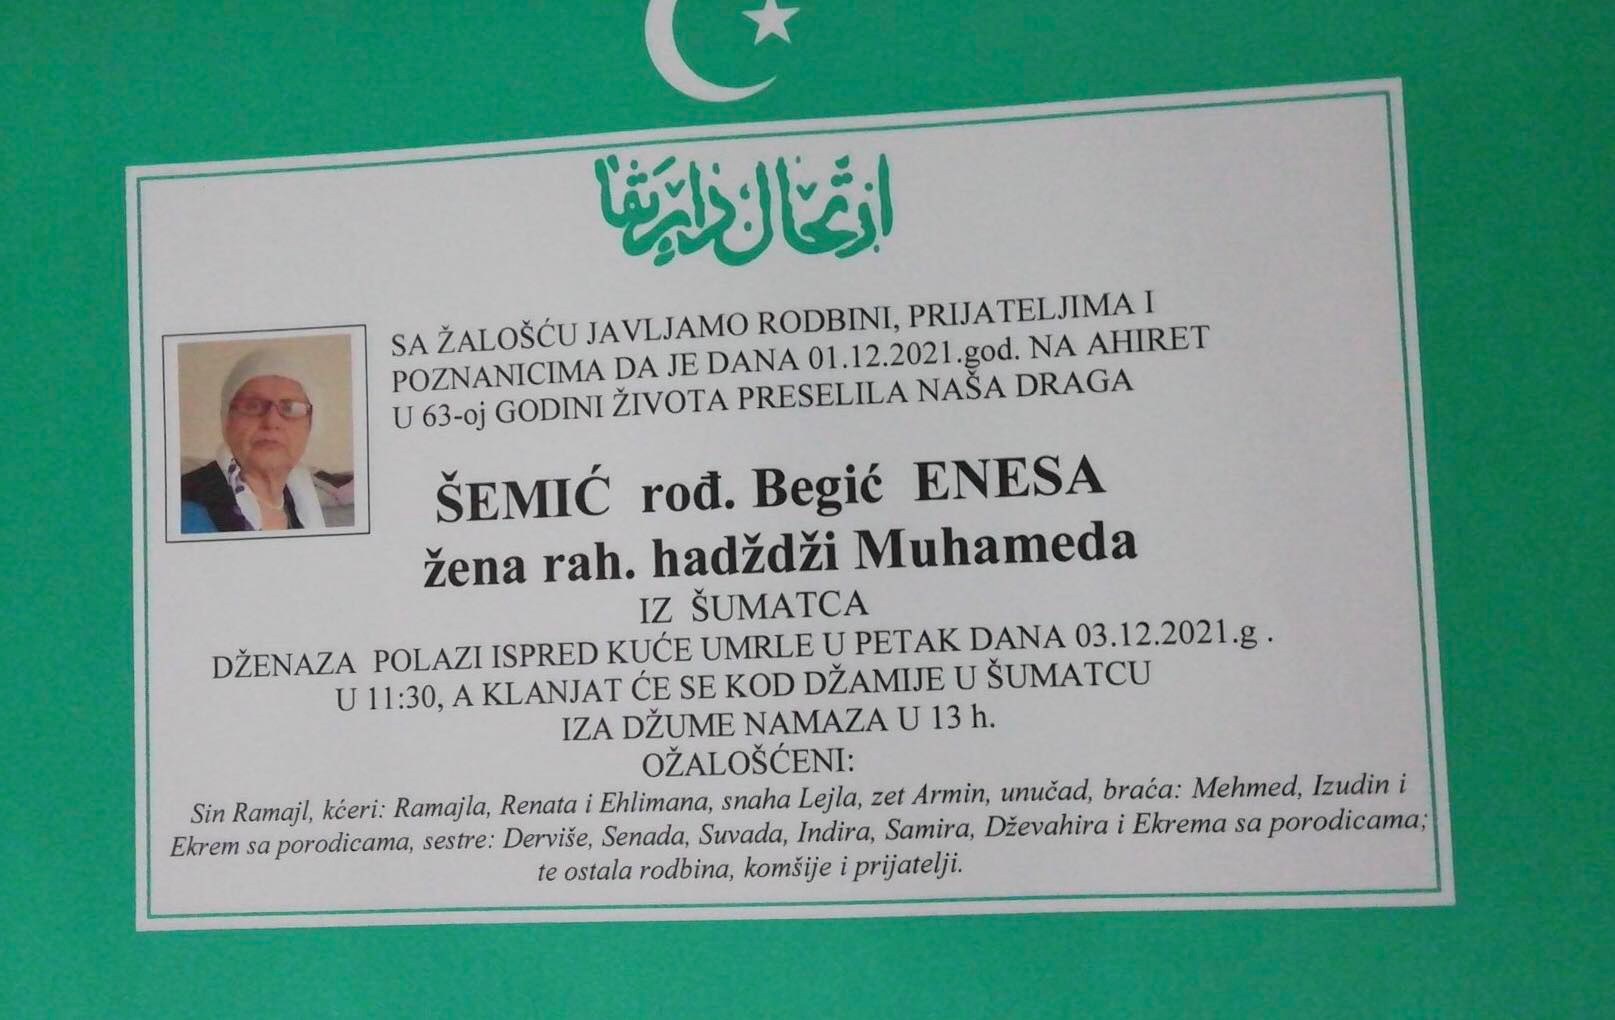 ارتحال دار بقا
SA ŽALOŠĆU JAVLJAMO RODBINI, PRIJATELJIMA I
POZNANICIMA DA JE DANA 01.12.2021.god. NA AHIRET
U 63-oj GODINI ŽIVOTA PRESELILA NAŠA DRAGA
ŠEMIĆ rođ. Begić ENESA
žena rah. hadždži Muhameda
IZ ŠUMATCA
DŽENAZA POLAZI ISPRED KUĆE UMRLE U PETAK DANA 03.12.2021.g .
U 11:30, A KLANJAT ĆE SE KOD DŽAMIJE U ŠUMATCU
IZA DŽUME NAMAZA U 13 h.
OŽALOŠĆENI:
Sin Ramajl, kćeri: Ramajla, Renata i Ehlimana, snaha Lejla, zet Armin, unučad, braća: Mehmed, Izudin i
Ekrem sa porodicama, sestre: Derviše, Senada, Suvada, Indira, Samira, Dževahira i Ekrema sa porodicama;
te ostala rodbina, komšije i prijatelji.